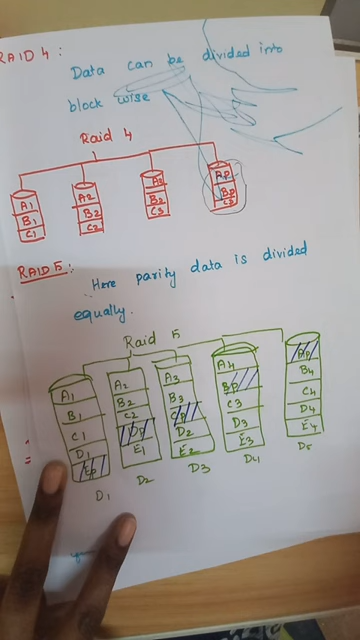 RAID 4 :
Data can be divided into
block wise
Raid 4
A1 A2 A2 Ap
B1 B2 B2 Bp
C1 C2 C3 C3
RAID 5 :
Here parity data is divided
equally.
Raid 5
A1 A2 A3 A4 Ap
B1 B2 B3 Bp B4
C1 C2 Cp C3 C4
D1 Dp D2 D3 D4
Ep E1 E2 E3 E4
D1 D2 D3 D4 D5